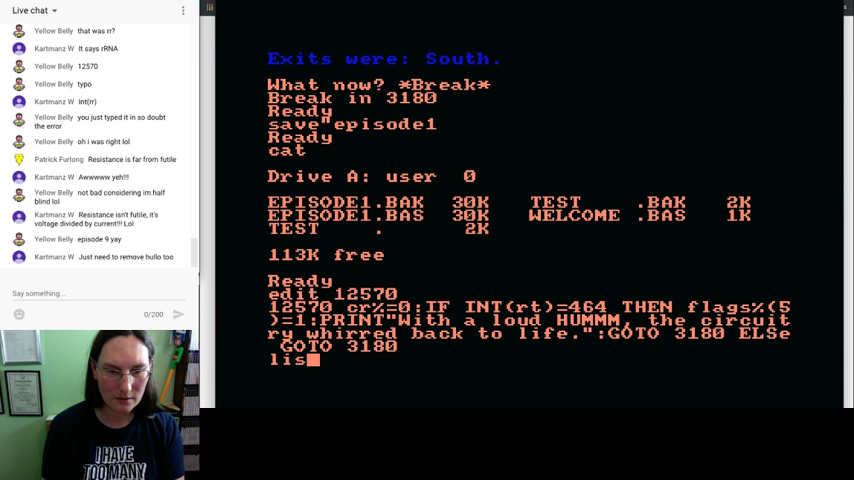 Live chat
Yellow Belly that was rr?
Kartmanz W It says rRNA
Yellow Belly 12570
Yellow Belly typo
Kartmanz W Int(rr)
Yellow Belly you just typed it in so doubt
the error
Yellow Belly oh i was right lol
Patrick Furlong Resistance is far from futile
Kartmanz W Awwwww yeh!!!
Yellow Belly not bad considering im half
blind lol
Kartmanz W Resistance isn't futile, it's
voltage divided by current!!! Lol
Yellow Belly episode 9 yay
Kartmanz W Just need to remove hullo too
Say something...
0/200
I HAVE
TOO MANY
Exits were: South.
What now? *Break*
Break in 3180
Ready
save"episode1
Ready
cat
Drive A: user 0
EPISODE1.BAK 30K TEST .BAK 2K
EPISODE1.BAS 30K WELCOME .BAS 1K
TEST . 2K
113K free
Ready
edit 12570
12570 cr%=0:IF INT(rt)=464 THEN flags%(5
)=1:PRINT"With a loud HUMMM, the circuit
ry whirred back to life.":GOTO 3180 ELSe
GOTO 3180
lis